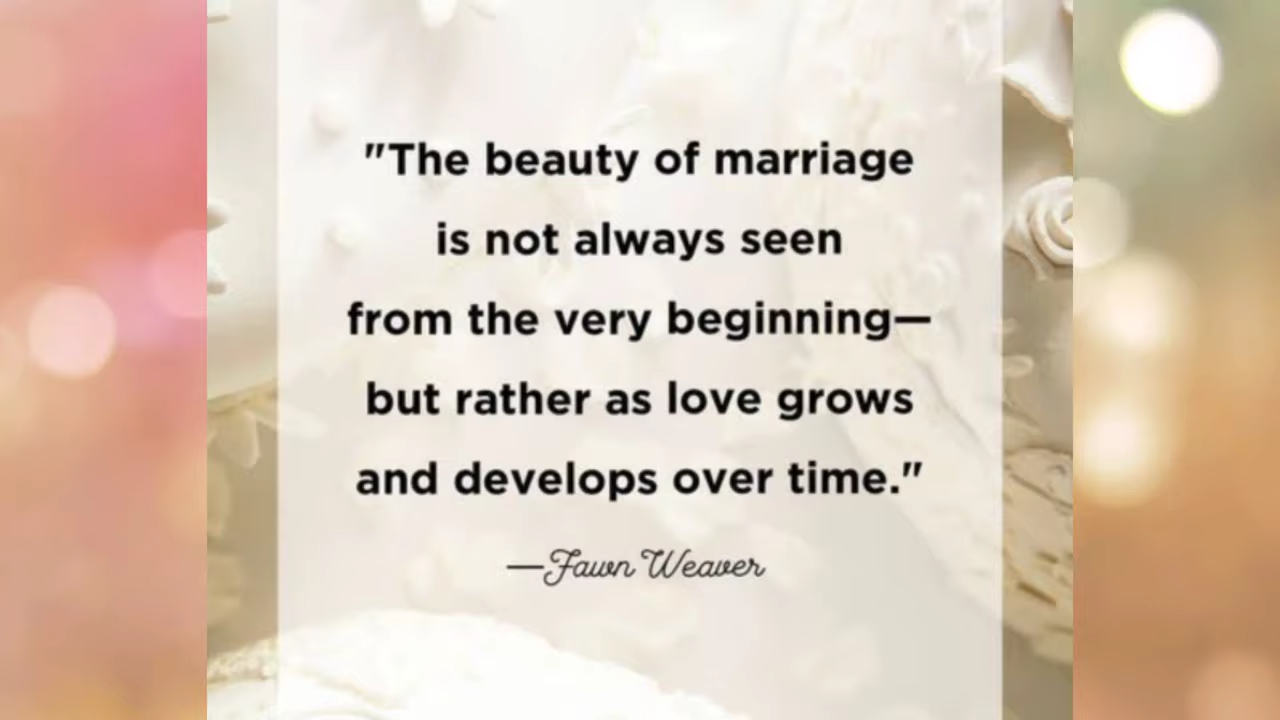 "The beauty of marriage
is not always seen
from the very beginning—
but rather as love grows
and develops over time."
—Fawn Weaver